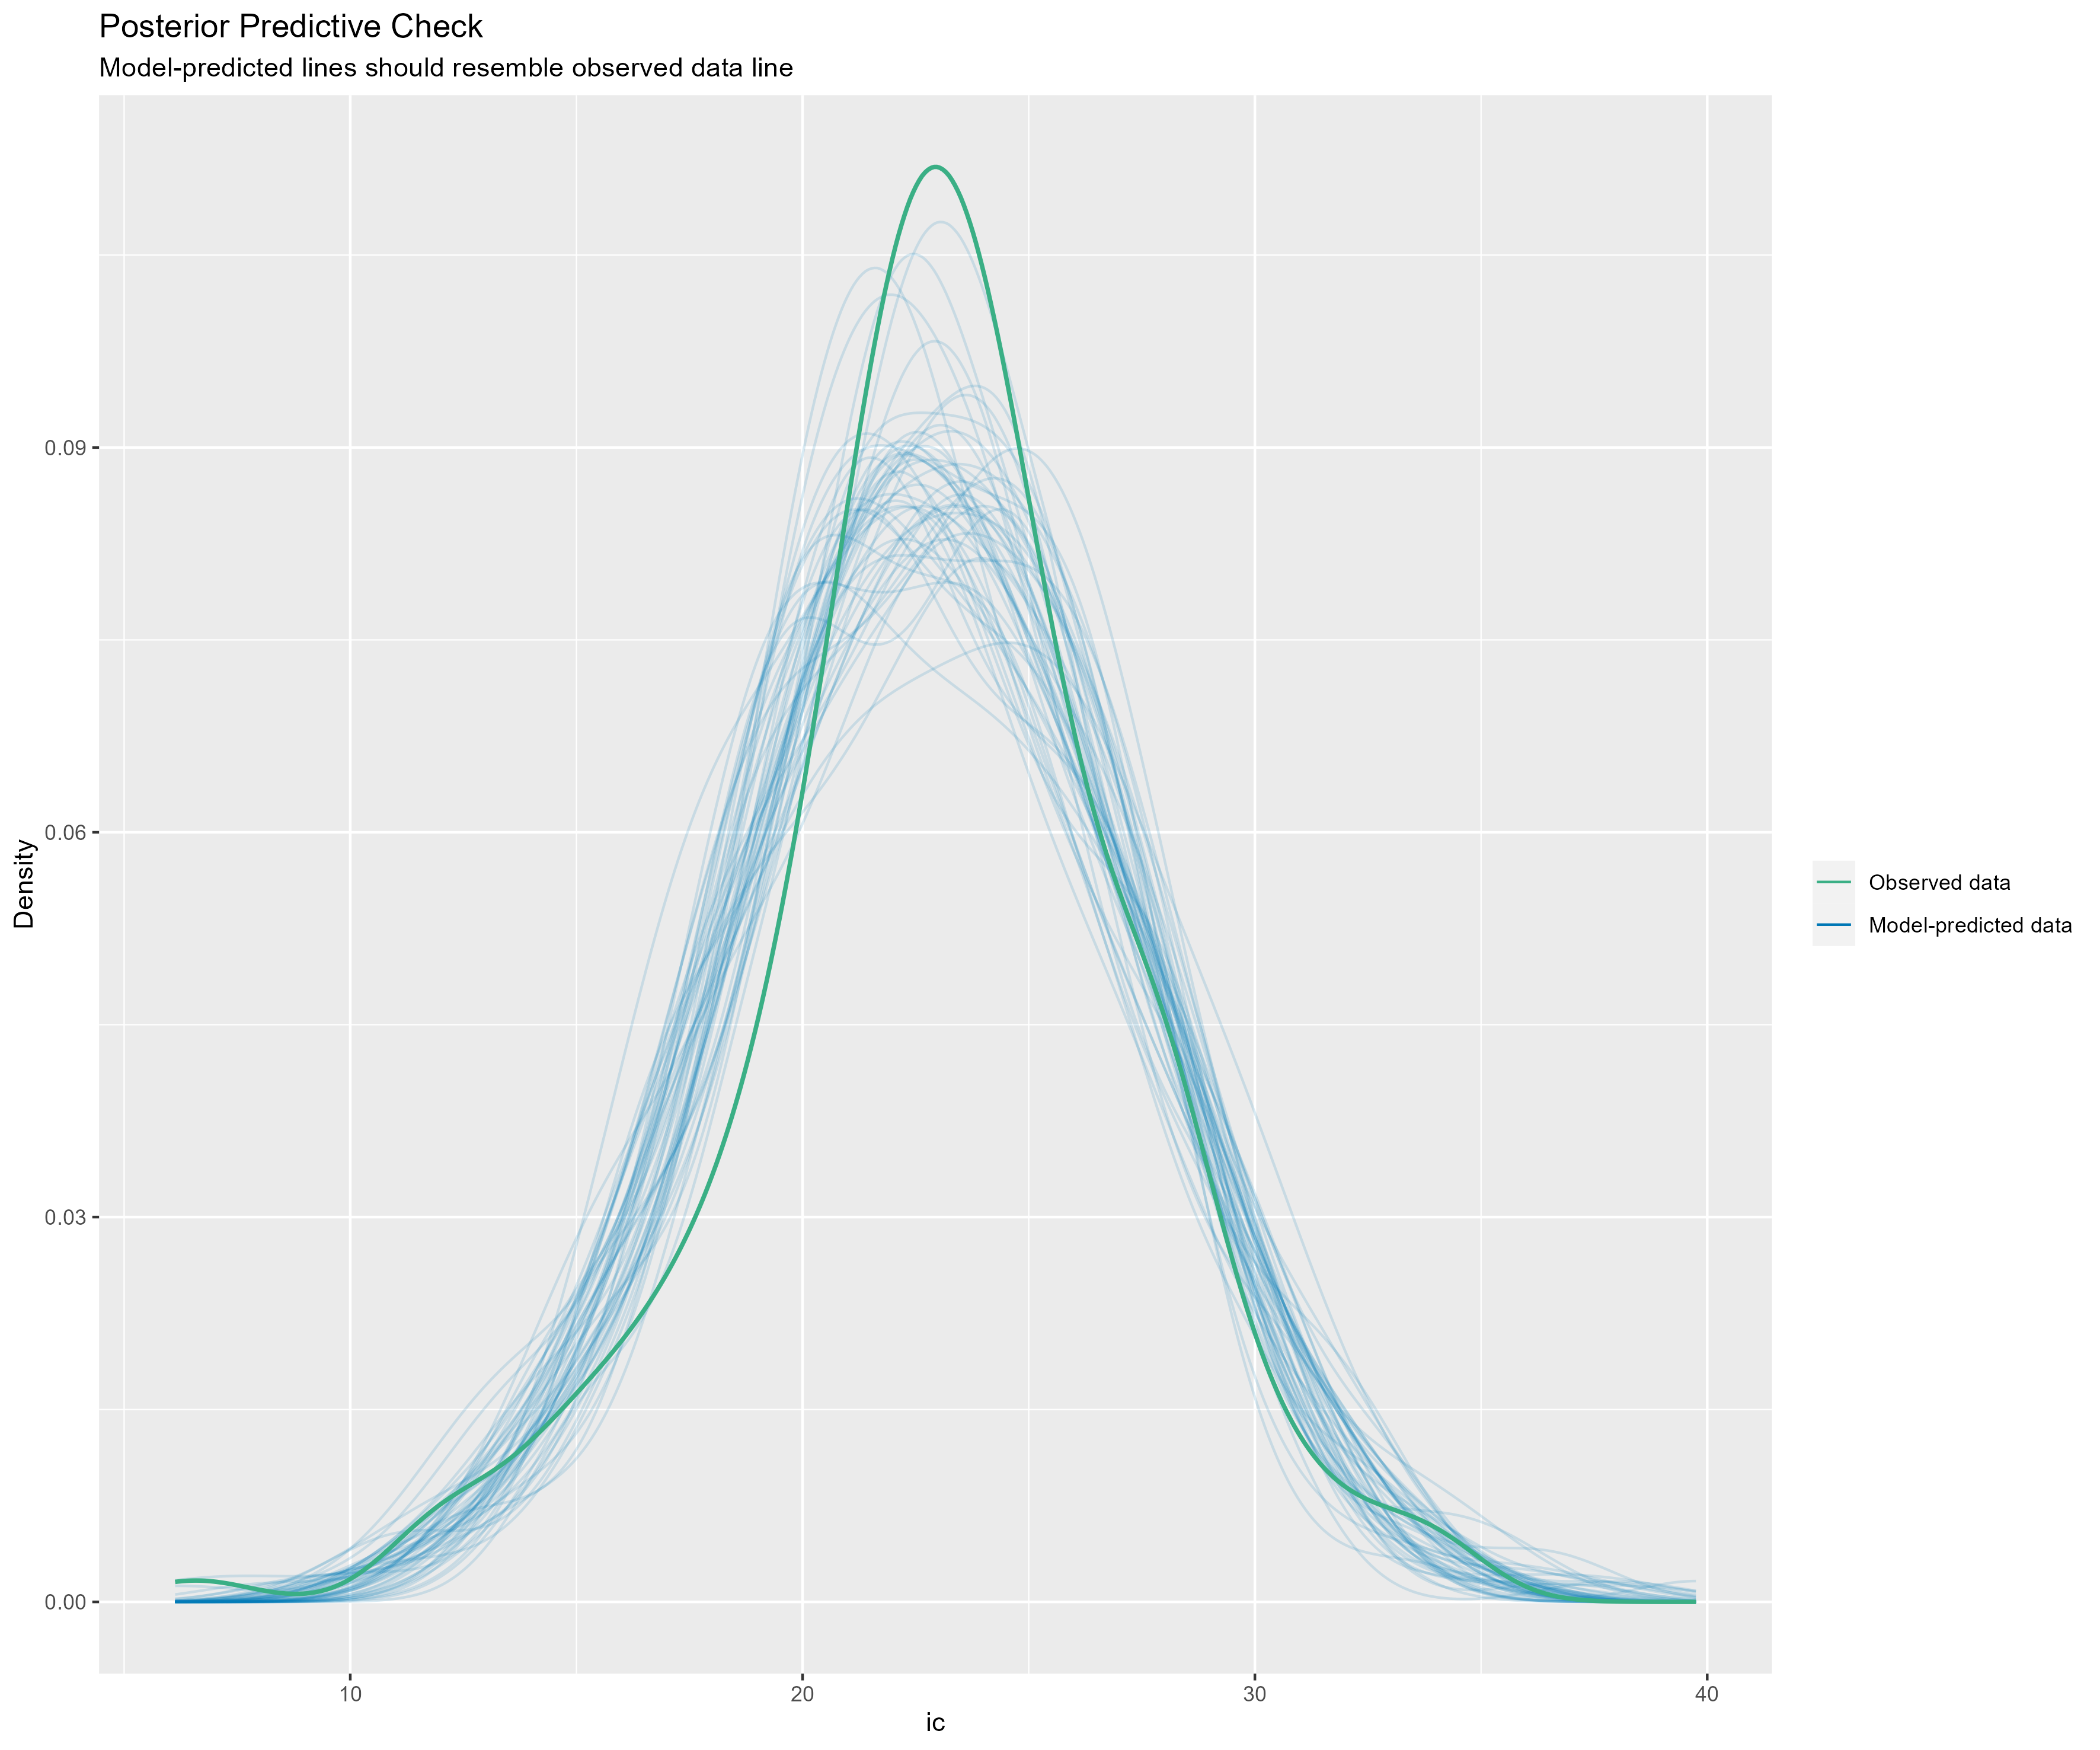 Posterior Predictive Check
Model-predicted lines should resemble observed data line
Density
0.09
0.06
0.03
0.00
10
20
30
40
ic
Observed data
Model-predicted data